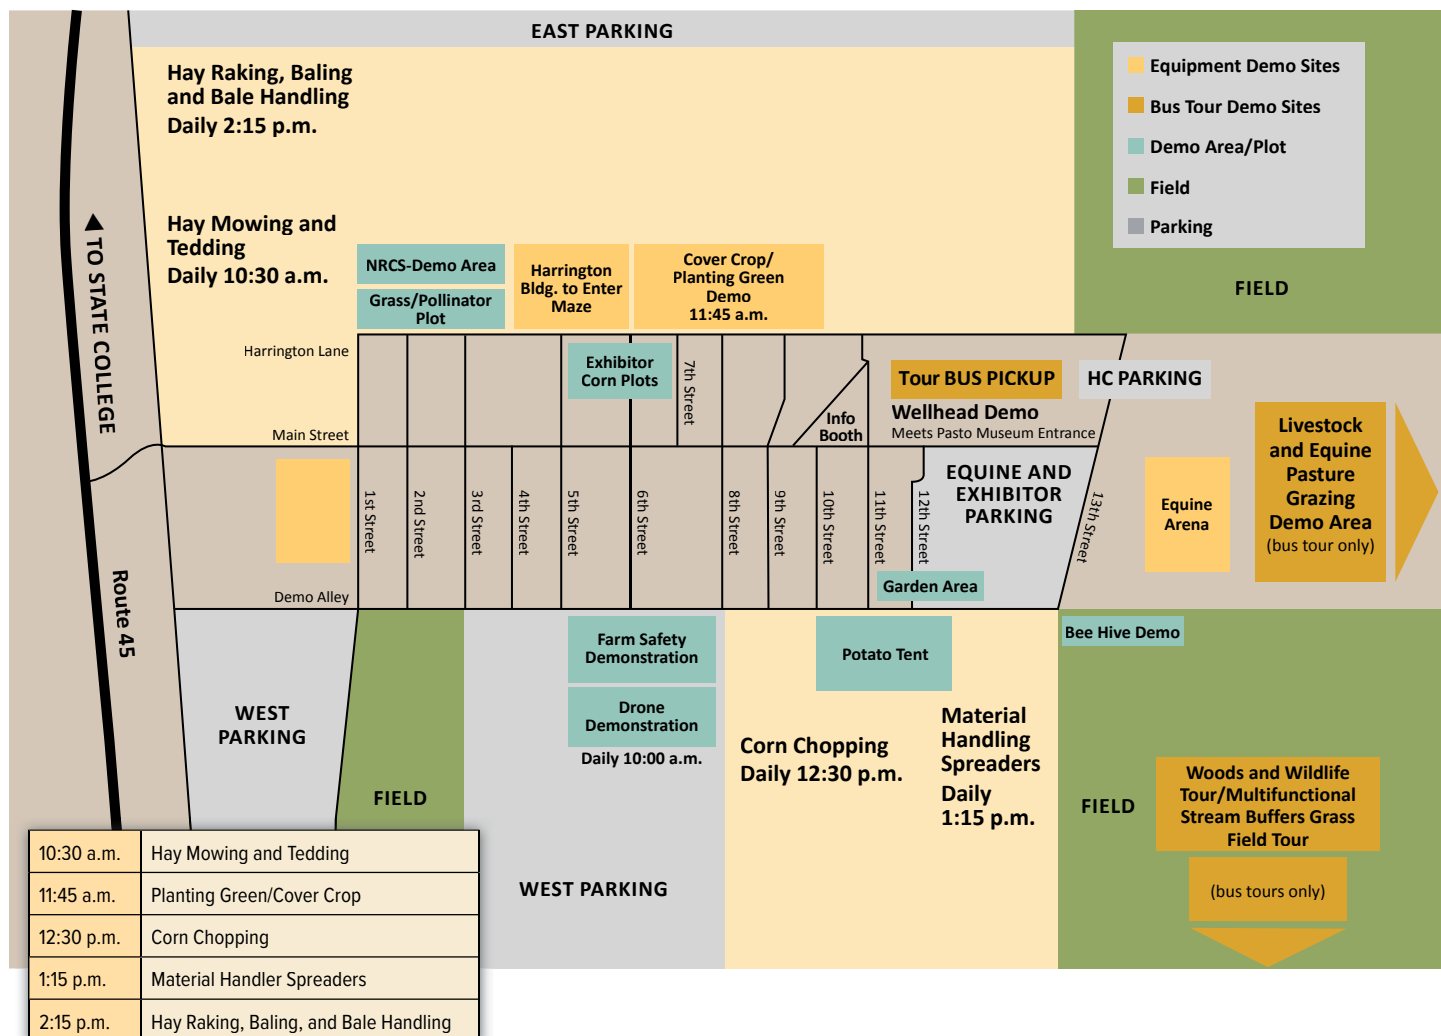 EAST PARKING
Hay Raking, Baling
and Bale Handling
Daily 2:15 p.m.
Equipment Demo Sites
Bus Tour Demo Sites
Demo Area/Plot
Field
Parking
Hay Mowing and
Tedding
Daily 10:30 a.m.
TO STATE COLLEGE
NRCS-Demo Area
Grass/Pollinator
Plot
Harrington
Bldg. to Enter
Maze
Cover Crop/
Planting Green
Demo
11:45 a.m.
FIELD
Harrington Lane
Exhibitor
Corn Plots
7th Street
Tour BUS PICKUP
HC PARKING
Info
Booth
Wellhead Demo
Meets Pasto Museum Entrance
Main Street
Livestock
and Equine
Pasture
Grazing
Demo Area
(bus tour only)
EQUINE AND
EXHIBITOR
PARKING
1st Street
2nd Street
3rd Street
4th Street
5th Street
6th Street
8th Street
9th Street
10th Street
11th Street
12th Street
13th Street
Equine
Arena
Garden Area
Demo Alley
Route 45
Farm Safety
Demonstration
Potato Tent
Bee Hive Demo
Drone
Demonstration
Daily 10:00 a.m.
WEST
PARKING
FIELD
Corn Chopping
Daily 12:30 p.m.
Material
Handling
Spreaders
Daily
1:15 p.m.
FIELD
Woods and Wildlife
Tour/Multifunctional
Stream Buffers Grass
Field Tour
(bus tours only)
WEST PARKING
10:30 a.m. Hay Mowing and Tedding
11:45 a.m. Planting Green/Cover Crop
12:30 p.m. Corn Chopping
1:15 p.m. Material Handler Spreaders
2:15 p.m. Hay Raking, Baling, and Bale Handling